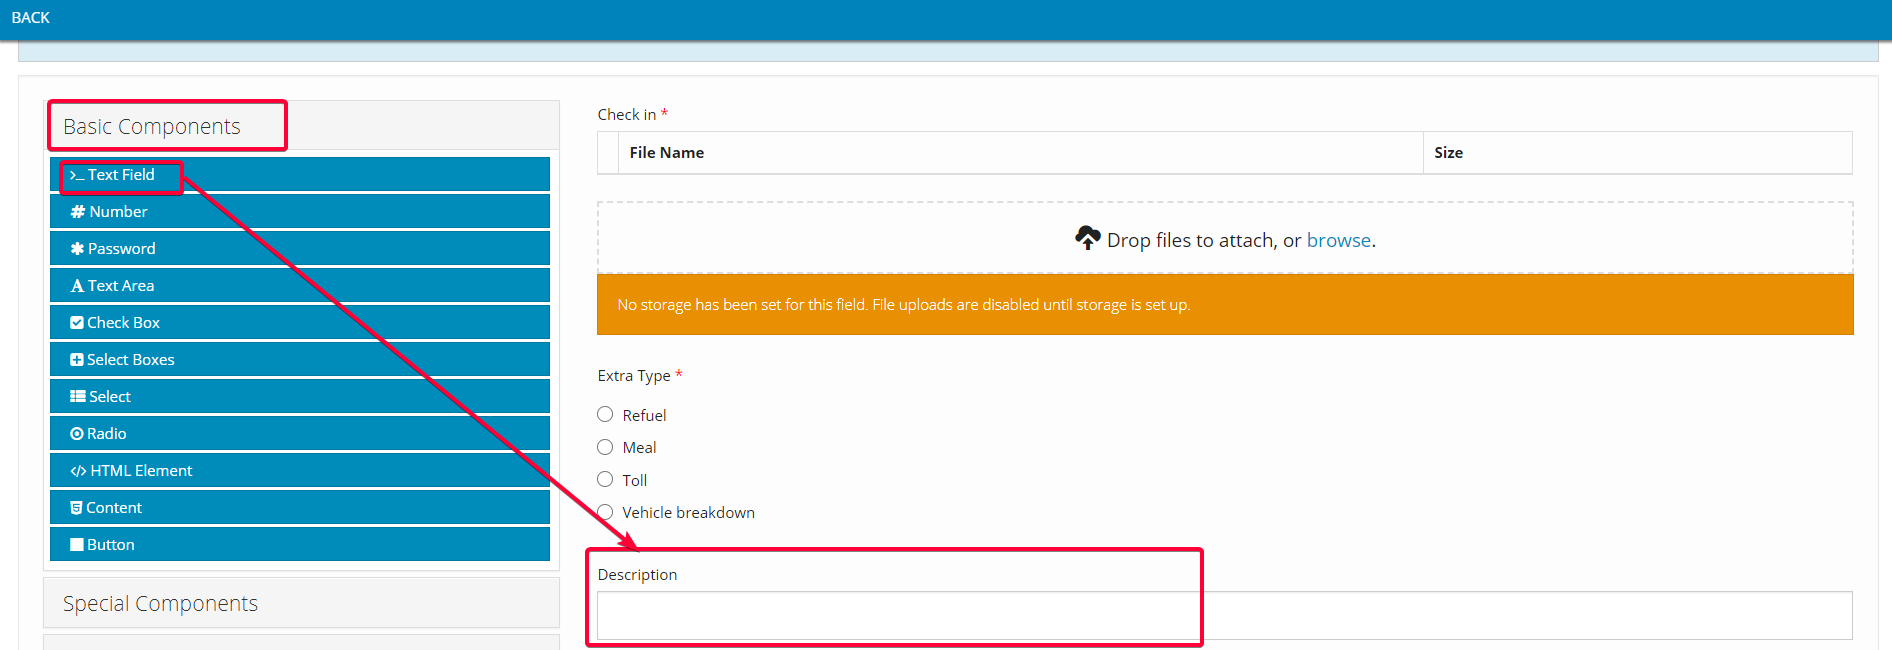 BACK
Basic Components
Text Field
Number
Password
Text Area
Check Box
Select Boxes
Select
Radio
HTML Element
Content
Button
Special Components
Check in *
File Name Size
Drop files to attach, or browse.
No storage has been set for this field. File uploads are disabled until storage is set up.
Extra Type *
Refuel
Meal
Toll
Vehicle breakdown
Description